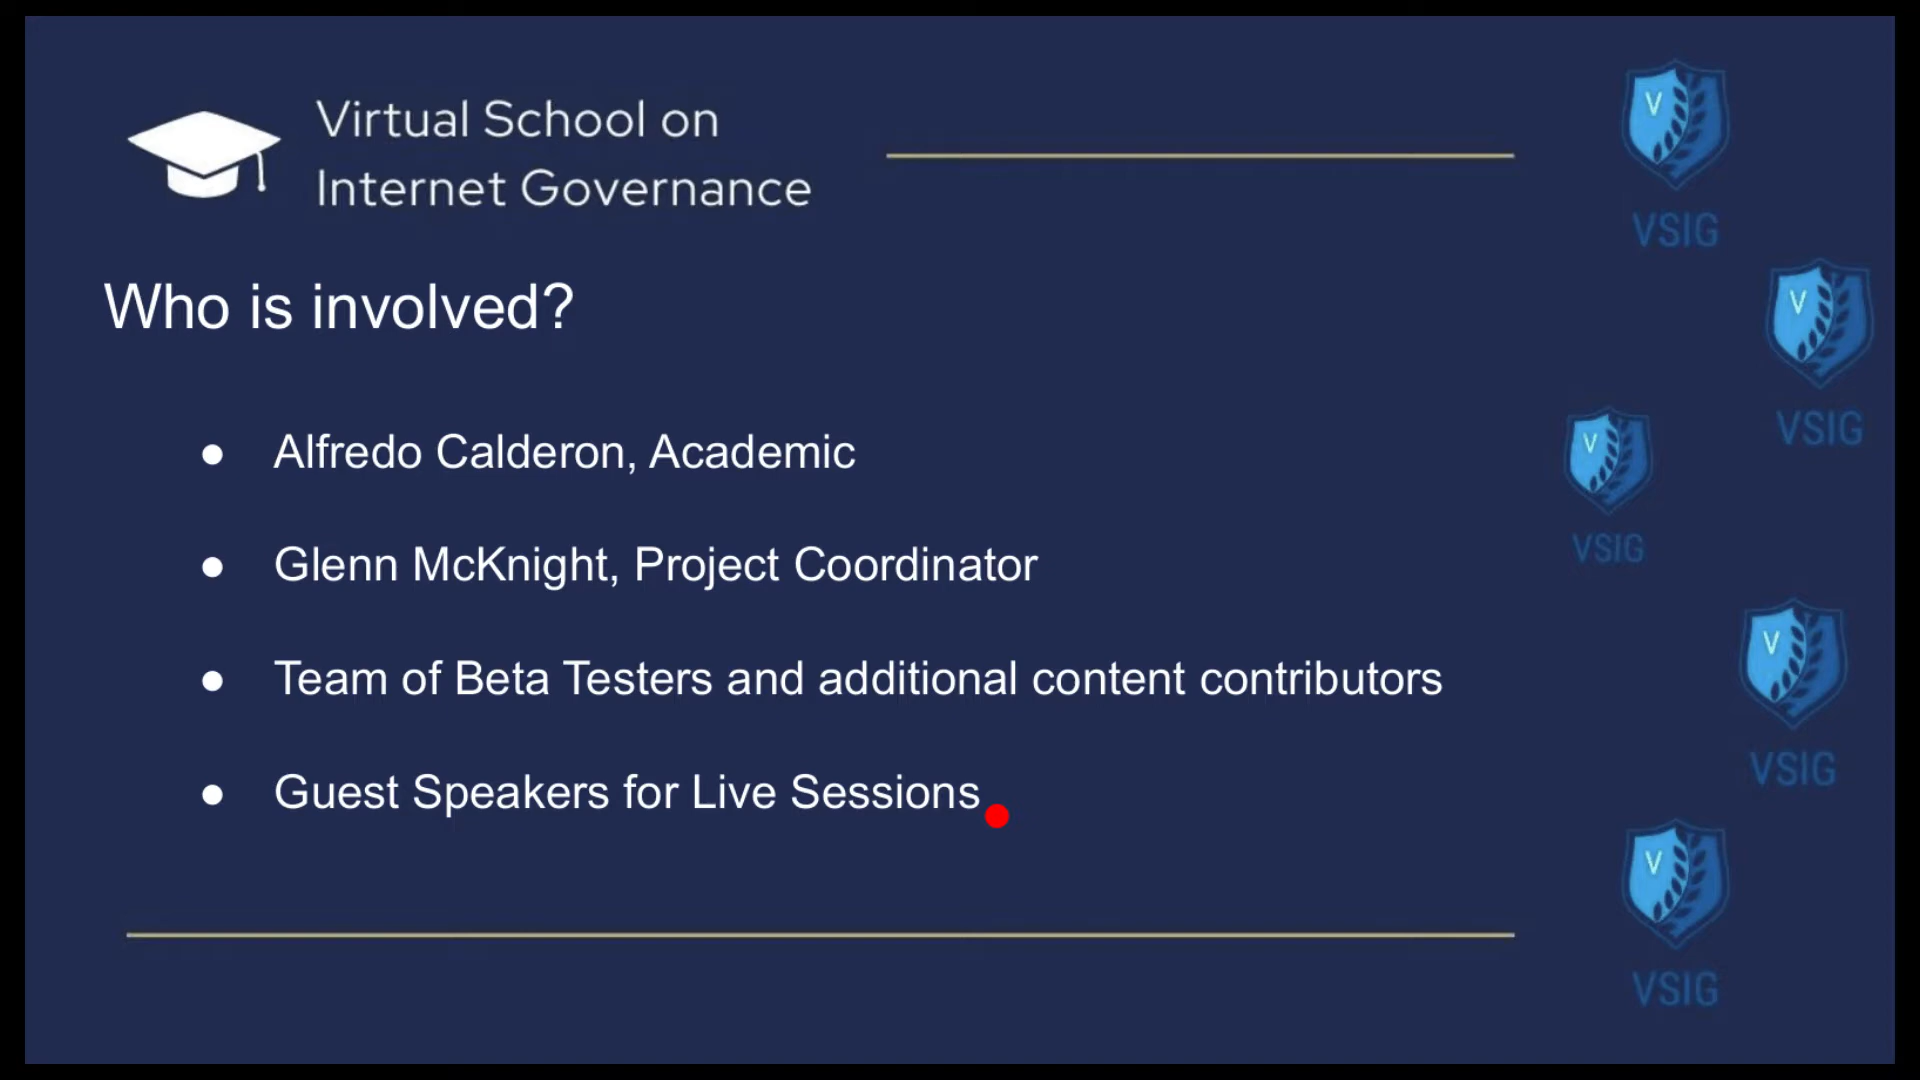 Virtual School on
Internet Governance
Who is involved?
● Alfredo Calderon, Academic
● Glenn McKnight, Project Coordinator
● Team of Beta Testers and additional content contributors
● Guest Speakers for Live Sessions
V
VSIG
V
VSIG
V
VSIG
V
VSIG
V
VSIG